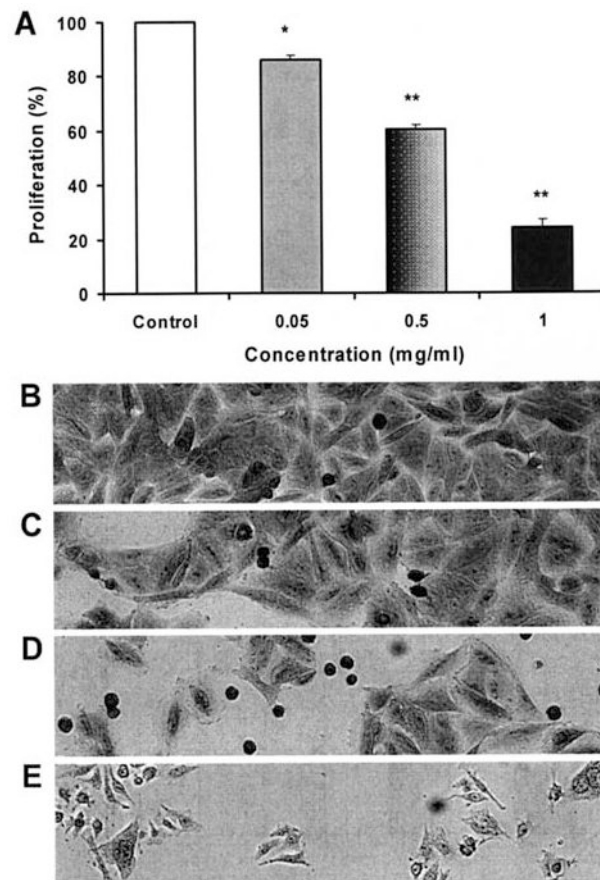 A
Proliferation (%)
100
80
60
40
20
0
*
**
**
Control 0.05 0.5 1
Concentration (mg/ml)
B
C
D
E